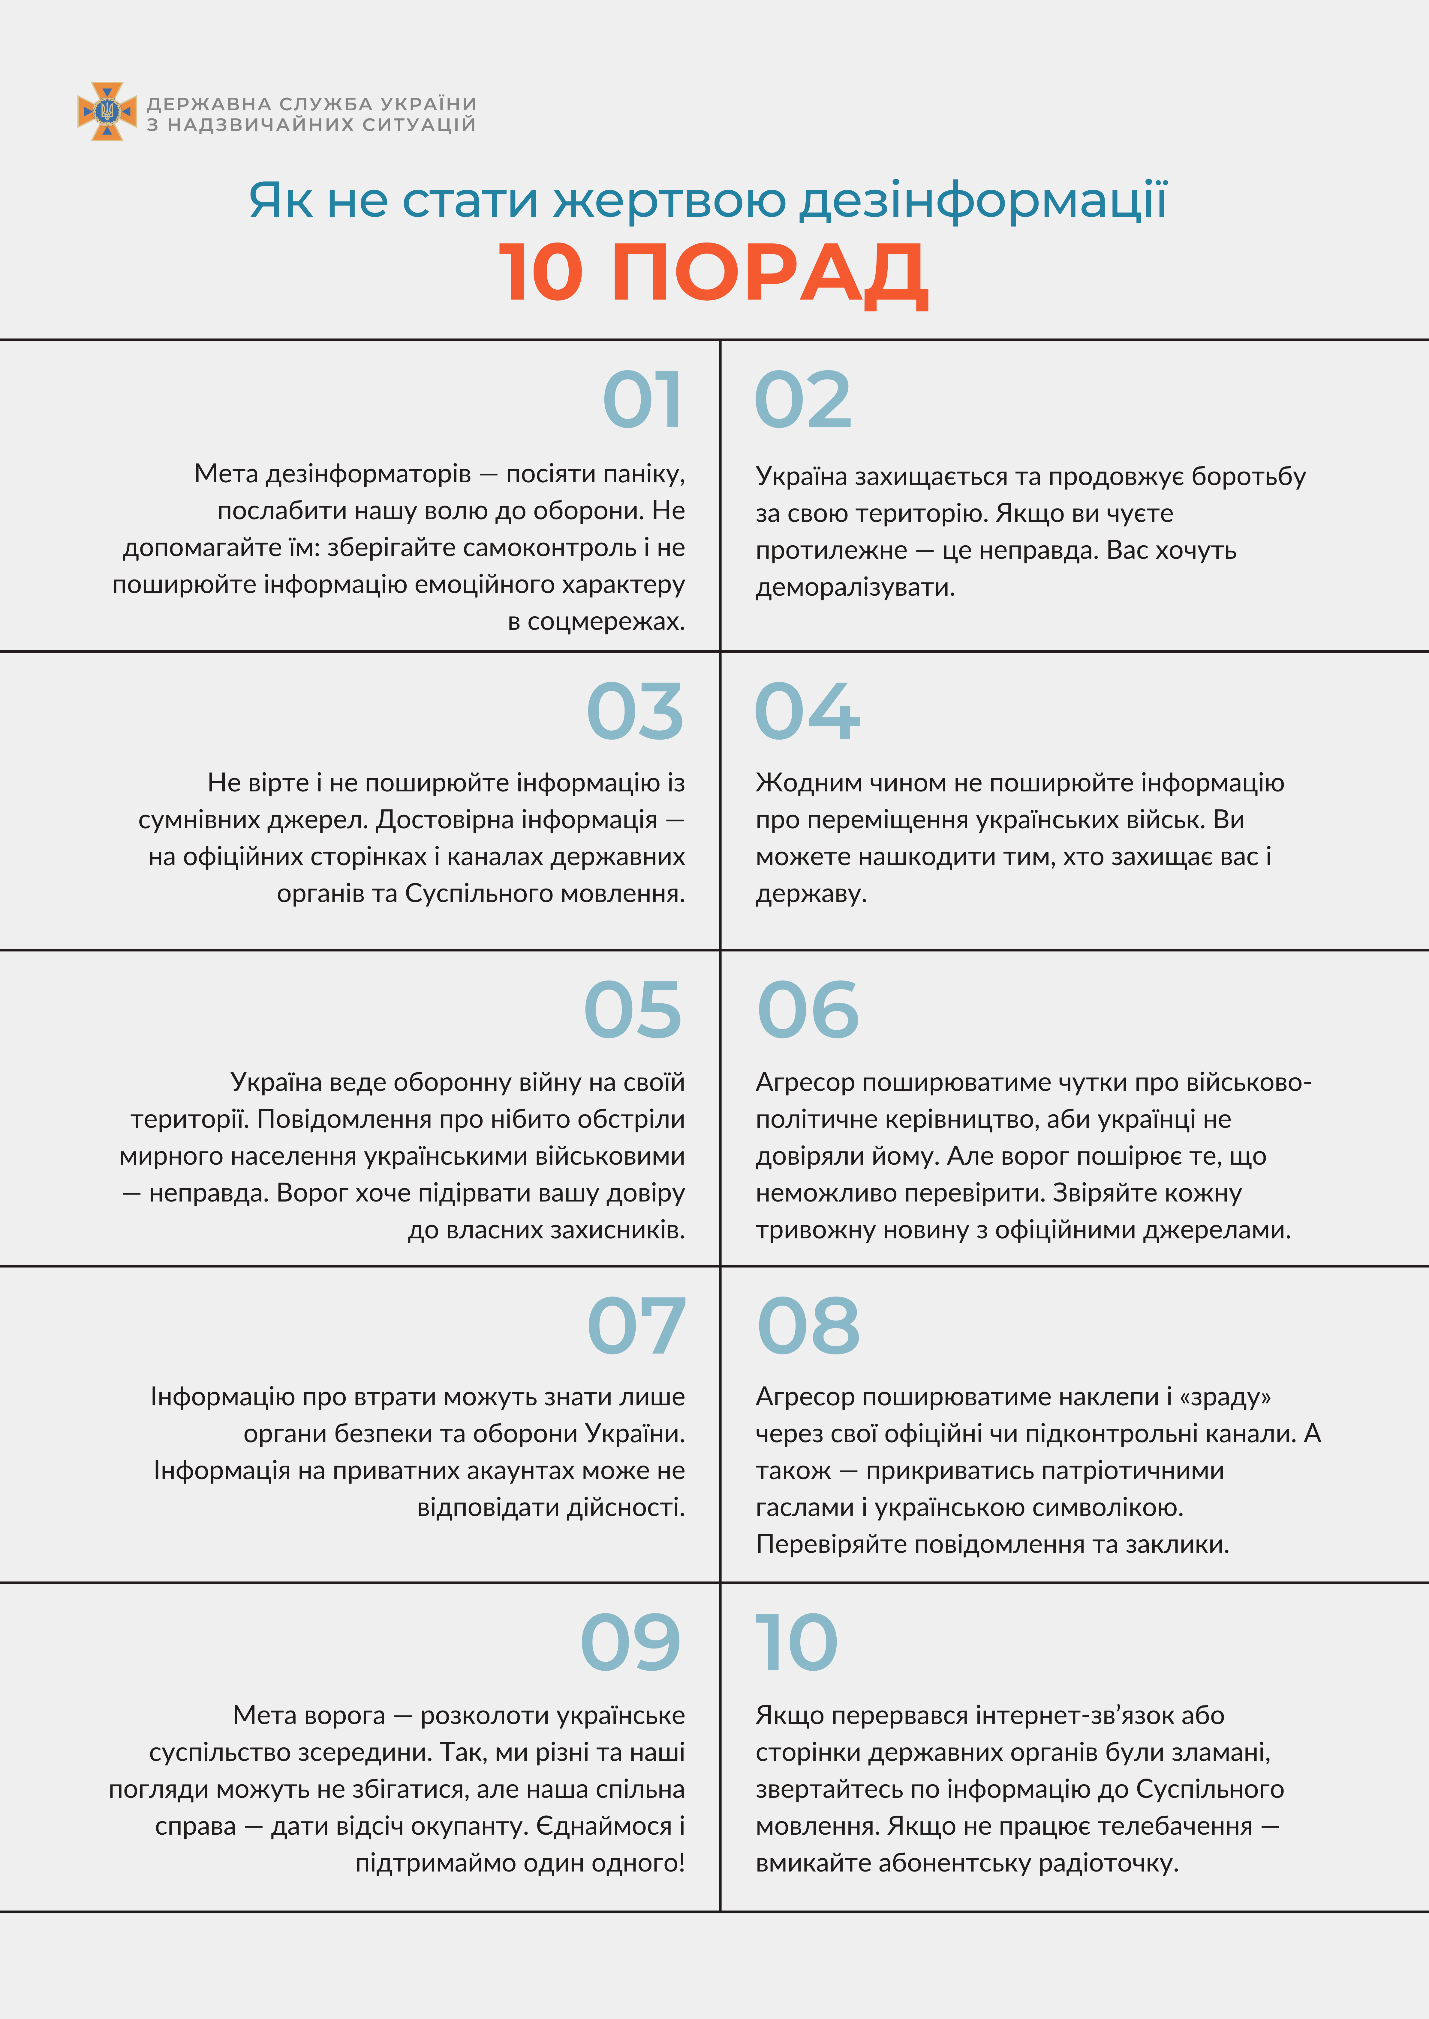 ДЕРЖАВНА СЛУЖБА УКРАЇНИ
З НАДЗВИЧАЙНИХ СИТУАЦІЙ
Як не стати жертвою дезінформації
10 ПОРАД
01
Мета дезінформаторів — посіяти паніку,
послабити нашу волю до оборони. Не
допомагайте їм: зберігайте самоконтроль і не
поширюйте інформацію емоційного характеру
в соцмережах.
02
Україна захищається та продовжує боротьбу
за свою територію. Якщо ви чуєте
протилежне — це неправда. Вас хочуть
деморалізувати.
03
Не вірте і не поширюйте інформацію із
сумнівних джерел. Достовірна інформація —
на офіційних сторінках і каналах державних
органів та Суспільного мовлення.
04
Жодним чином не поширюйте інформацію
про переміщення українських військ. Ви
можете нашкодити тим, хто захищає вас і
державу.
05
Україна веде оборонну війну на своїй
території. Повідомлення про нібито обстріли
мирного населення українськими військовими
— неправда. Ворог хоче підірвати вашу довіру
до власних захисників.
06
Агресор поширюватиме чутки про військово-
політичне керівництво, аби українці не
довіряли йому. Але ворог пошірює те, що
неможливо перевірити. Звіряйте кожну
тривожну новину з офіційними джерелами.
07
Інформацію про втрати можуть знати лише
органи безпеки та оборони України.
Інформація на приватних акаунтах може не
відповідати дійсності.
08
Агресор поширюватиме наклепи і «зраду»
через свої офіційні чи підконтрольні канали. А
також — прикриватись патріотичними
гаслами і українською символікою.
Перевіряйте повідомлення та заклики.
09
Мета ворога — розколоти українське
суспільство зсередини. Так, ми різні та наші
погляди можуть не збігатися, але наша спільна
справа — дати відсіч окупанту. Єднаймося і
підтримаймо один одного!
10
Якщо перервався інтернет-зв’язок або
сторінки державних органів були зламані,
звертайтесь по інформацію до Суспільного
мовлення. Якщо не працює телебачення —
вмикайте абонентську радіоточку.